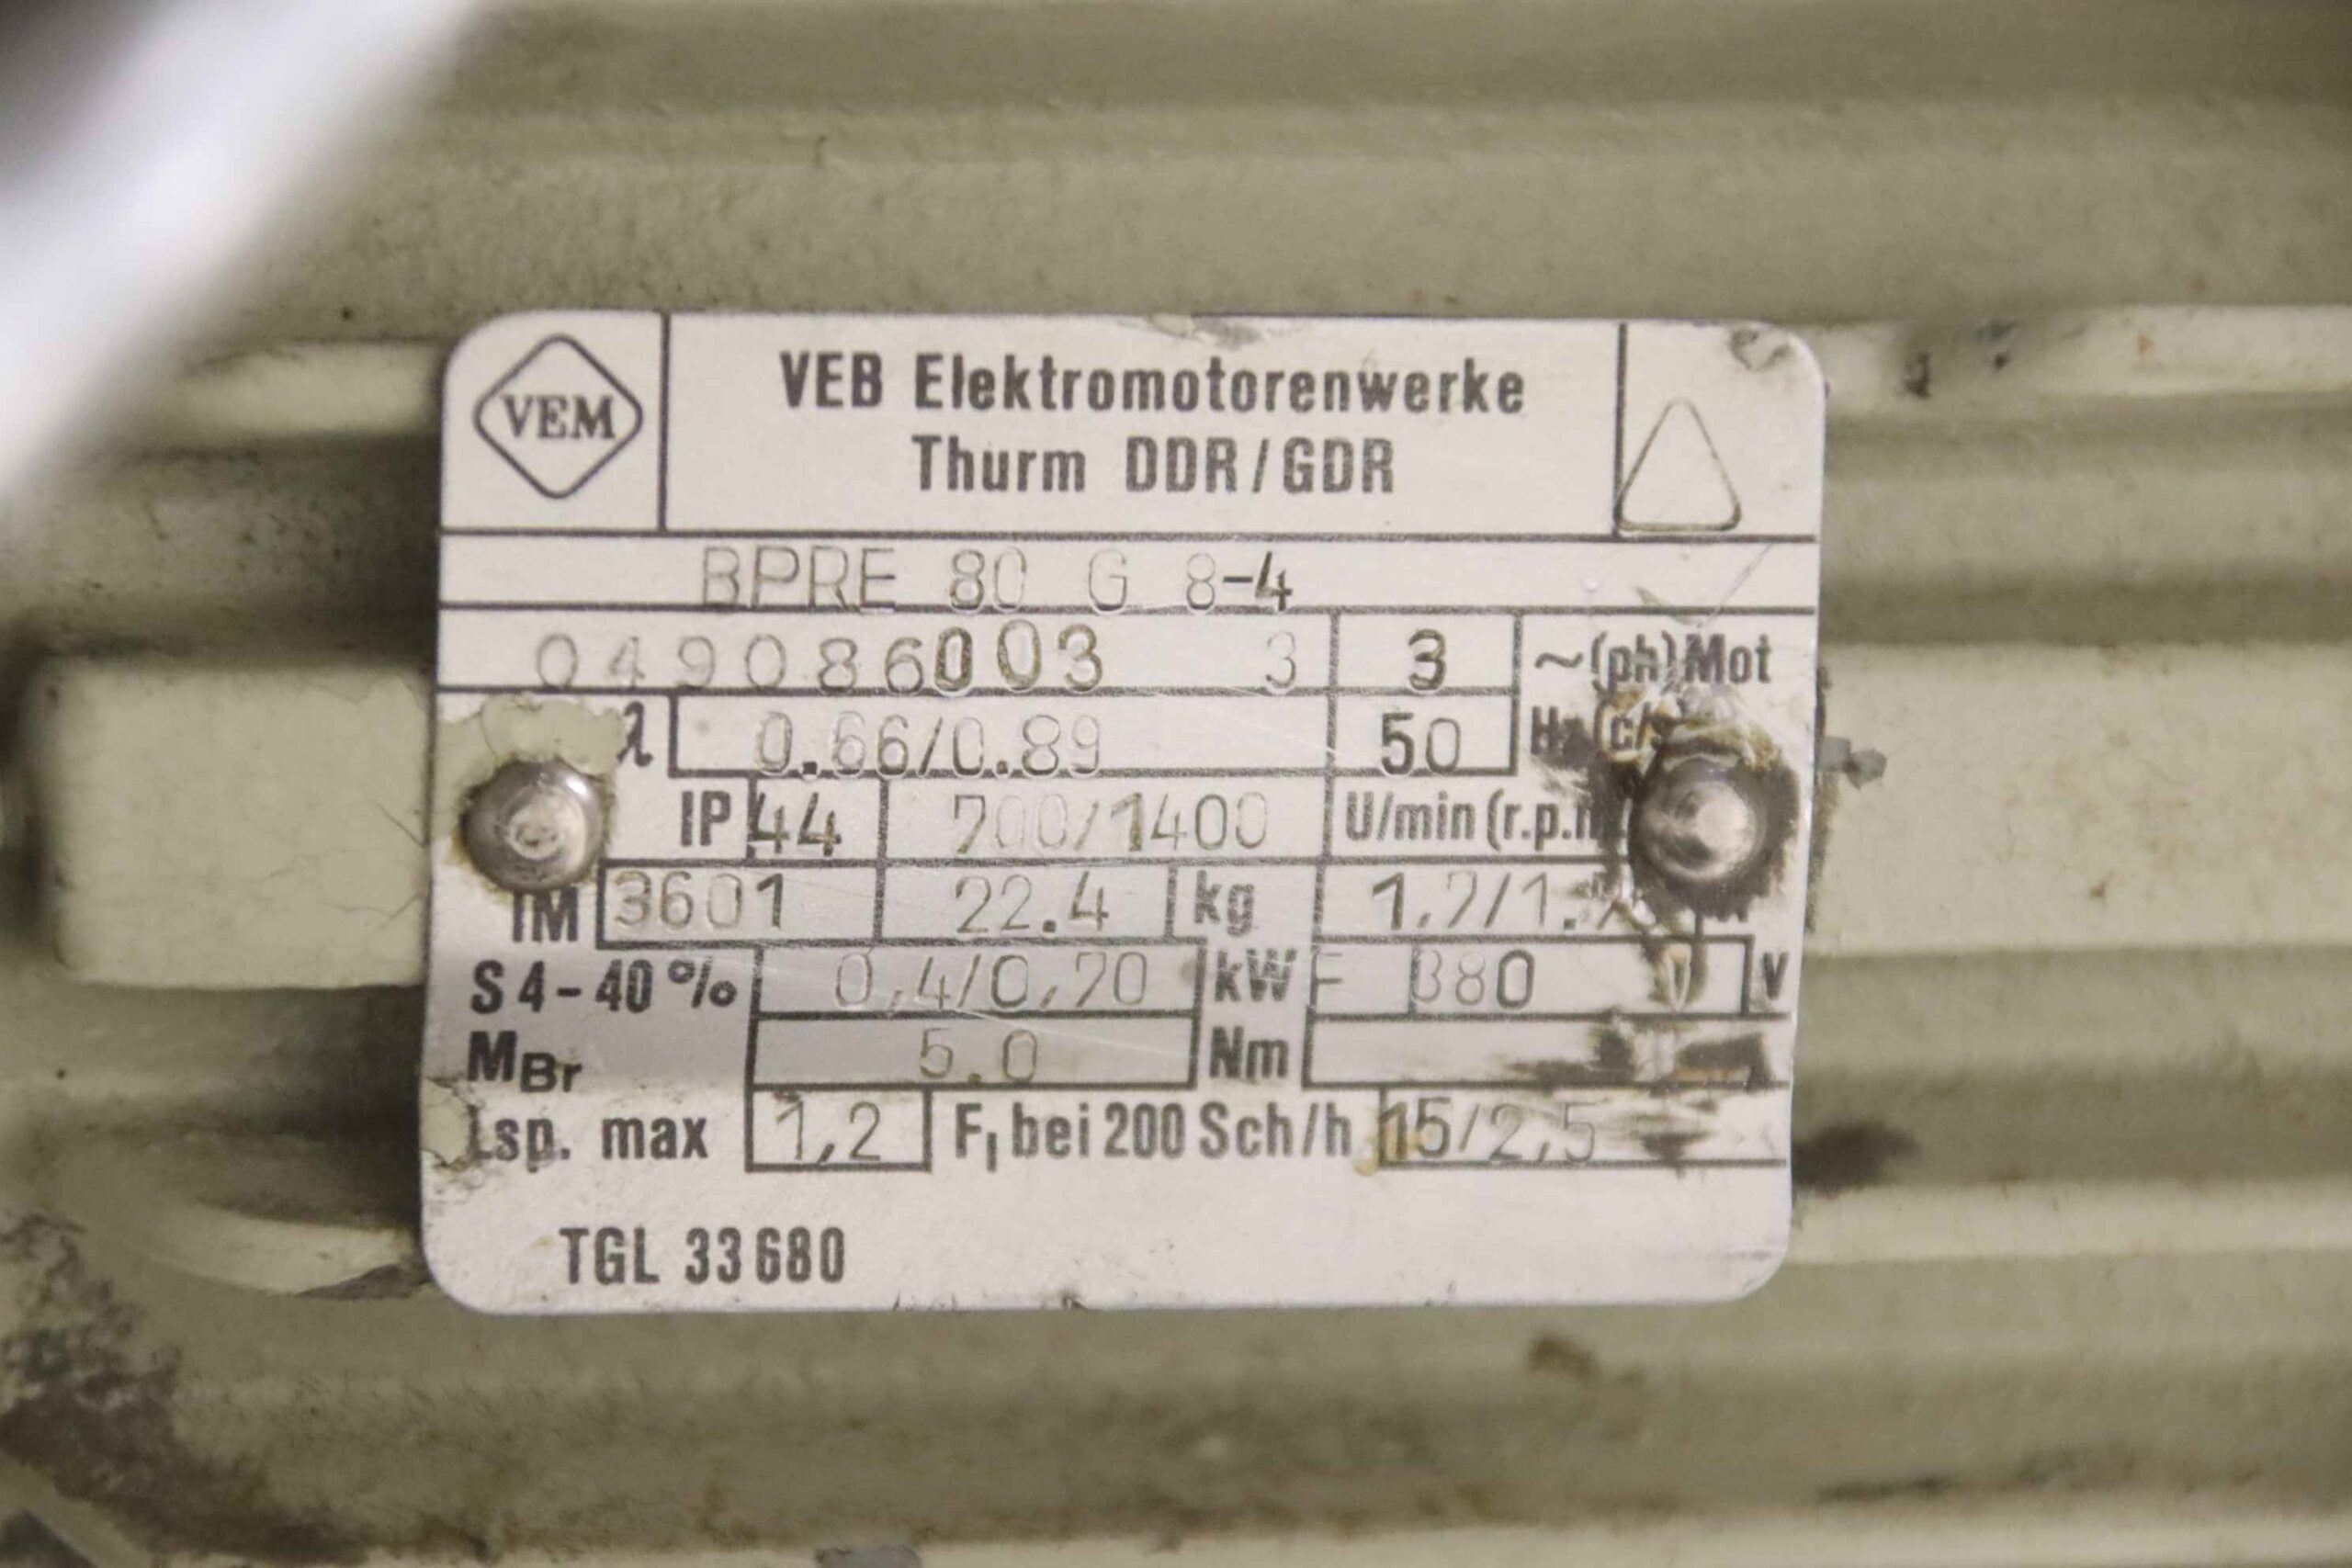 VEM
VEB Elektromotorenwerke
Thurm DDR/GDR
BPRE 80 G 8-4
049086003 3 3 ~(ph)Mot
λ 0.66/0.89 50
IP 44 700/1400 U/min
IM 3601 22.4 kg
S4-40% 0,4/0,70 kW F 380 V
MBr 5.0 Nm
Isp. max 1,2 FI bei 200 Sch/h 15/2,5
TGL 33680